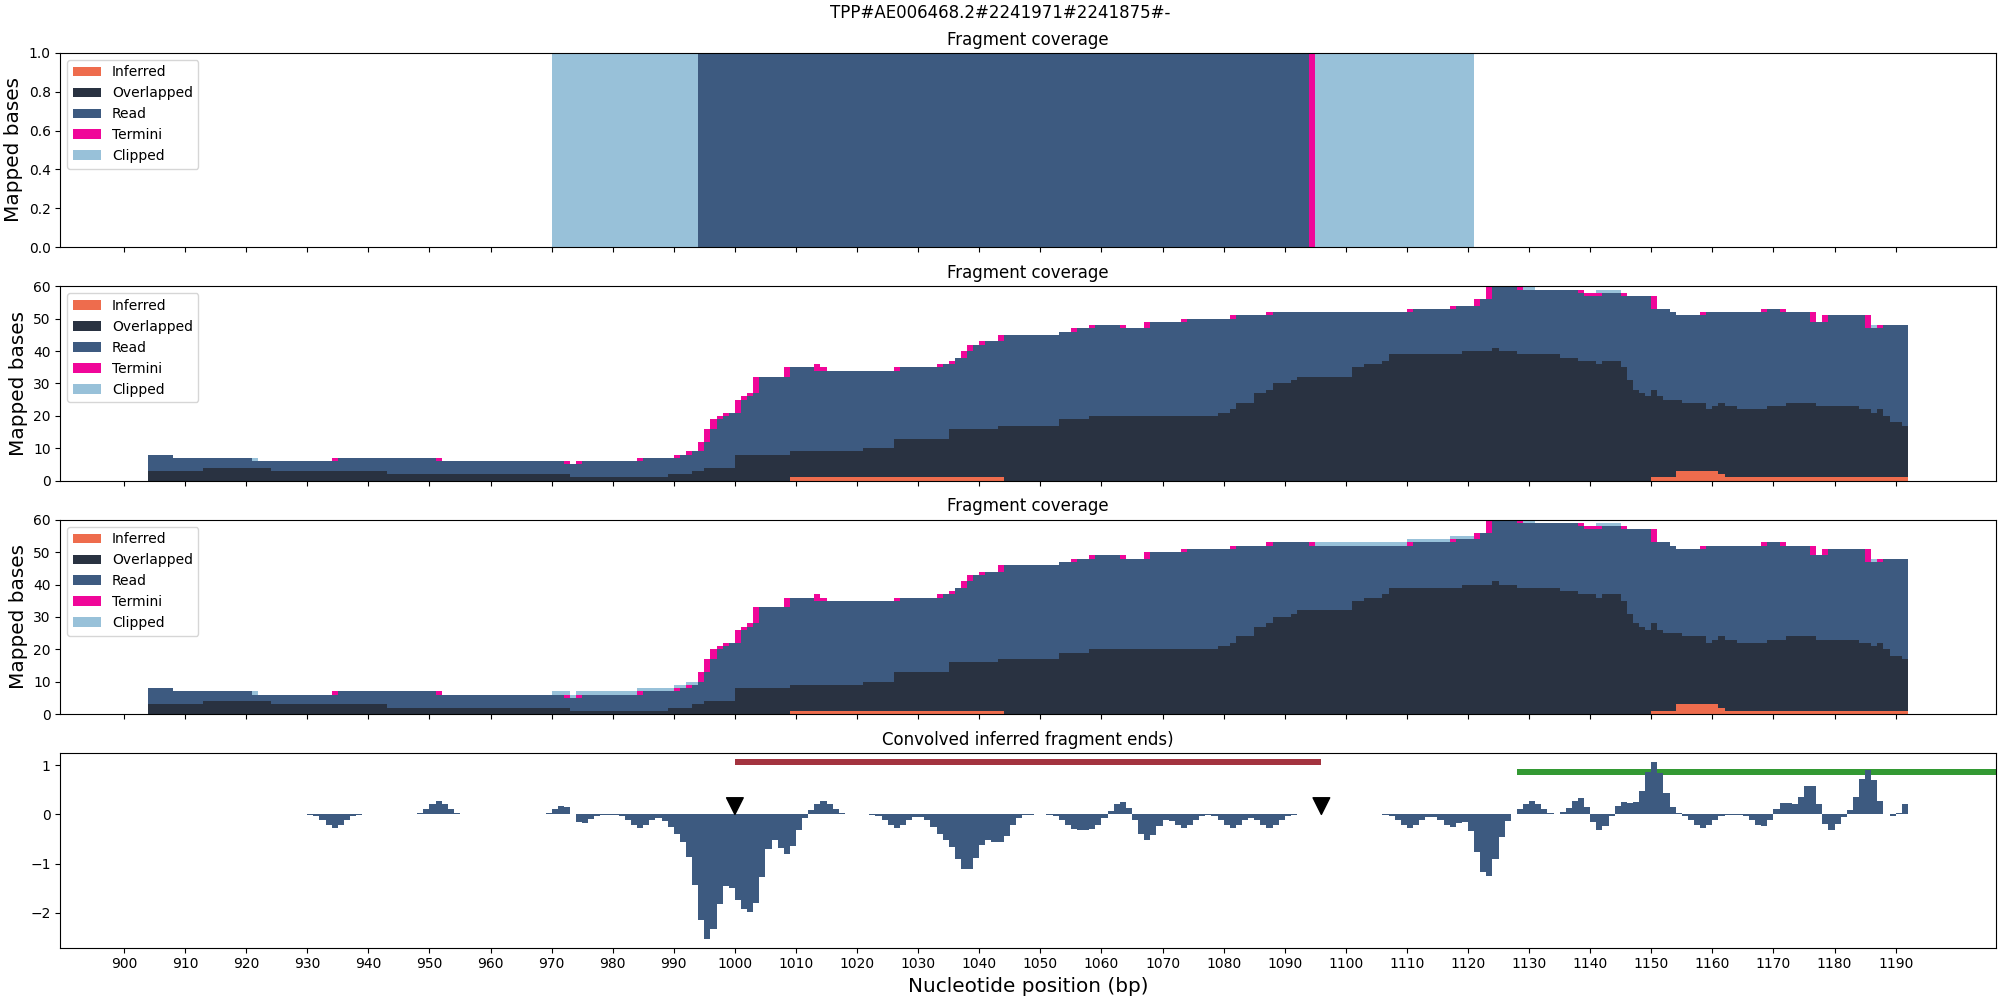 TPP#AE006468.2#2241971#2241875#-
Fragment coverage
Mapped bases
1.0
0.8
0.6
0.4
0.2
0.0
Inferred
Overlapped
Read
Termini
Clipped
Fragment coverage
Mapped bases
60
50
40
30
20
10
0
Inferred
Overlapped
Read
Termini
Clipped
Fragment coverage
Mapped bases
60
50
40
30
20
10
0
Inferred
Overlapped
Read
Termini
Clipped
Convolved inferred fragment ends)
1
0
−1
−2
900 910 920 930 940 950 960 970 980 990 1000 1010 1020 1030 1040 1050 1060 1070 1080 1090 1100 1110 1120 1130 1140 1150 1160 1170 1180 1190
Nucleotide position (bp)